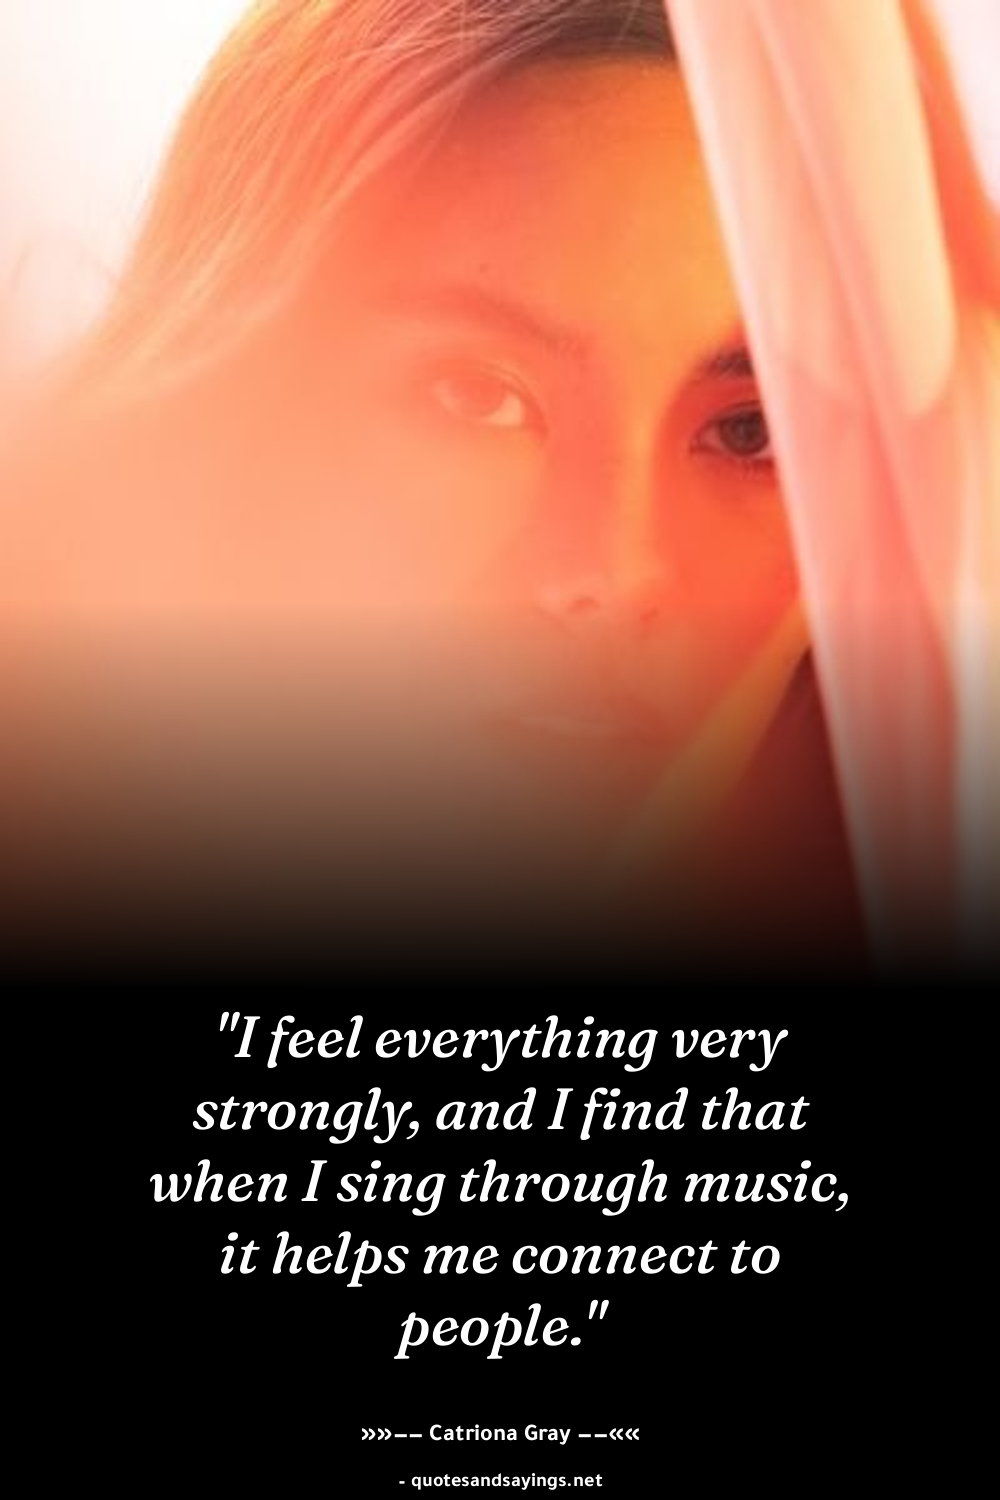 "I feel everything very
strongly, and I find that
when I sing through music,
it helps me connect to
people."
»»–– Catriona Gray ––««
- quotesandsayings.net